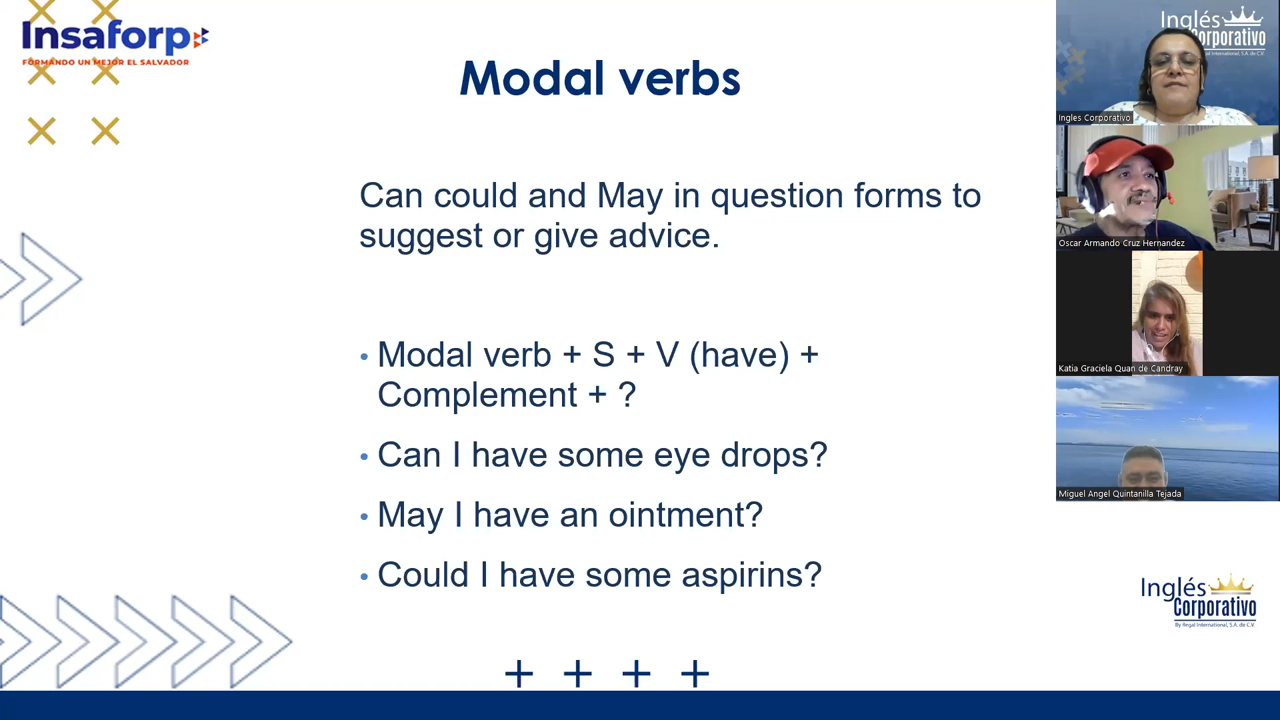 Insaforp
FORMANDO UN MEJOR EL SALVADOR
Modal verbs
Can could and May in question forms to
suggest or give advice.
• Modal verb + S + V (have) +
Complement + ?
• Can I have some eye drops?
• May I have an ointment?
• Could I have some aspirins?
Inglés
Corporativo
By Regal International, S.A. de C.V.
Inglés
Corporativo
Regal International, S.A. de C.V.
Ingles Corporativo
Oscar Armando Cruz Hernandez
Katia Graciela Quan de Candray
Miguel Angel Quintanilla Tejada